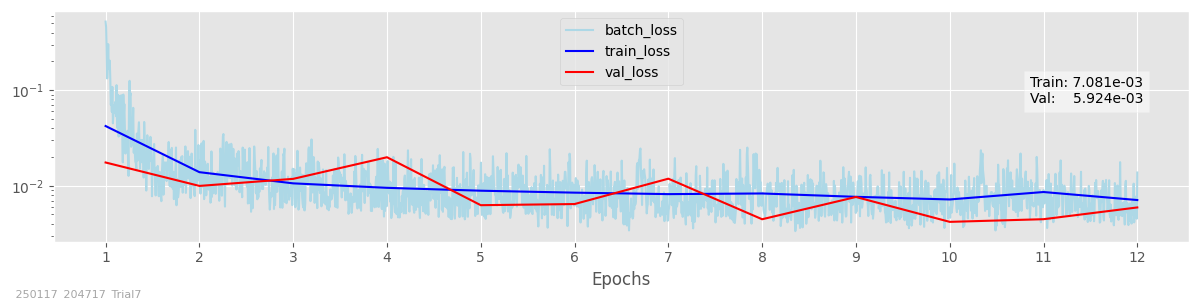 batch_loss
train_loss
val_loss
Train: 7.081e-03
Val: 5.924e-03
10⁻¹
10⁻²
1 2 3 4 5 6 7 8 9 10 11 12
Epochs
250117_204717_Trial7